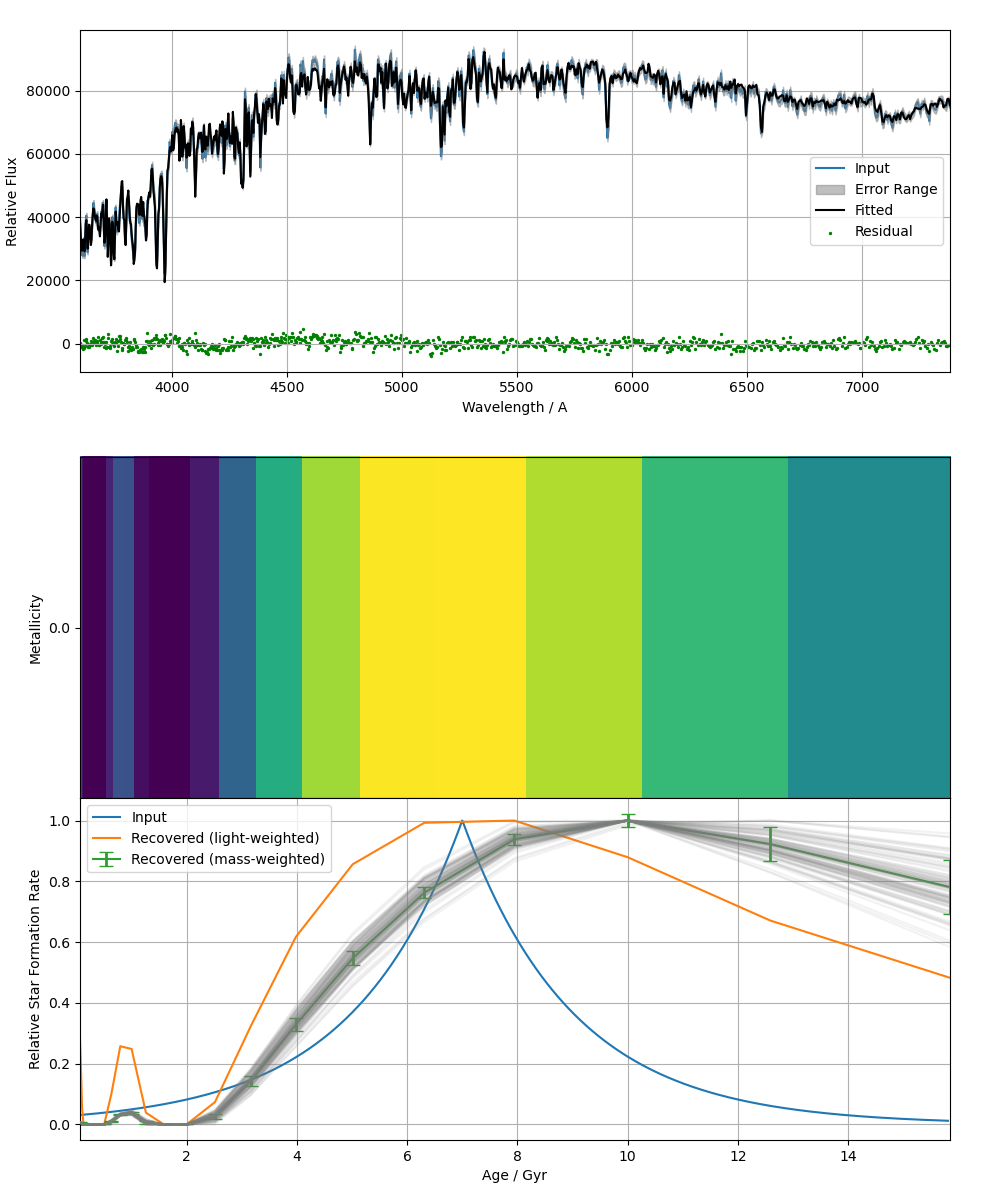 80000
60000
40000
20000
0
Relative Flux
Input
Error Range
Fitted
Residual
4000 4500 5000 5500 6000 6500 7000
Wavelength / A
Metallicity
0.0
1.0
0.8
0.6
0.4
0.2
0.0
Relative Star Formation Rate
Input
Recovered (light-weighted)
Recovered (mass-weighted)
2 4 6 8 10 12 14
Age / Gyr